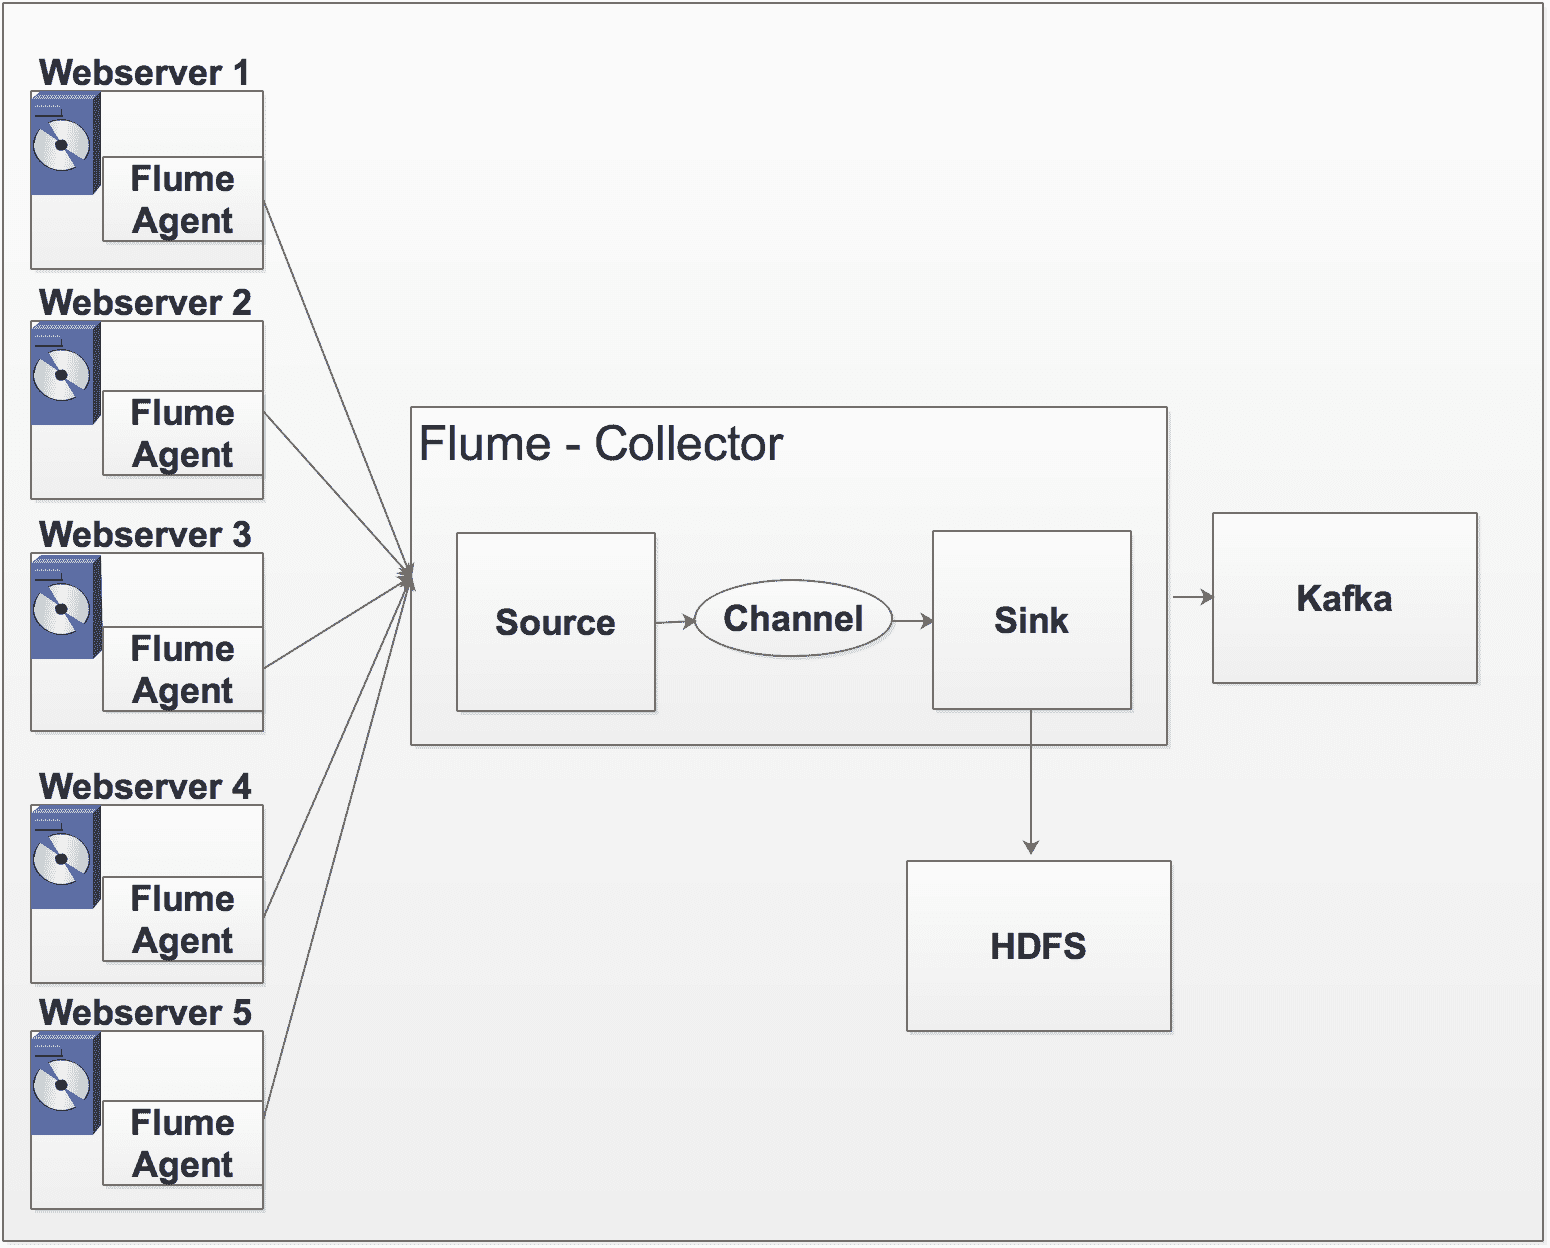 Webserver 1
Flume
Agent
Webserver 2
Flume
Agent
Webserver 3
Flume
Agent
Webserver 4
Flume
Agent
Webserver 5
Flume
Agent
Flume - Collector
Source
Channel
Sink
Kafka
HDFS